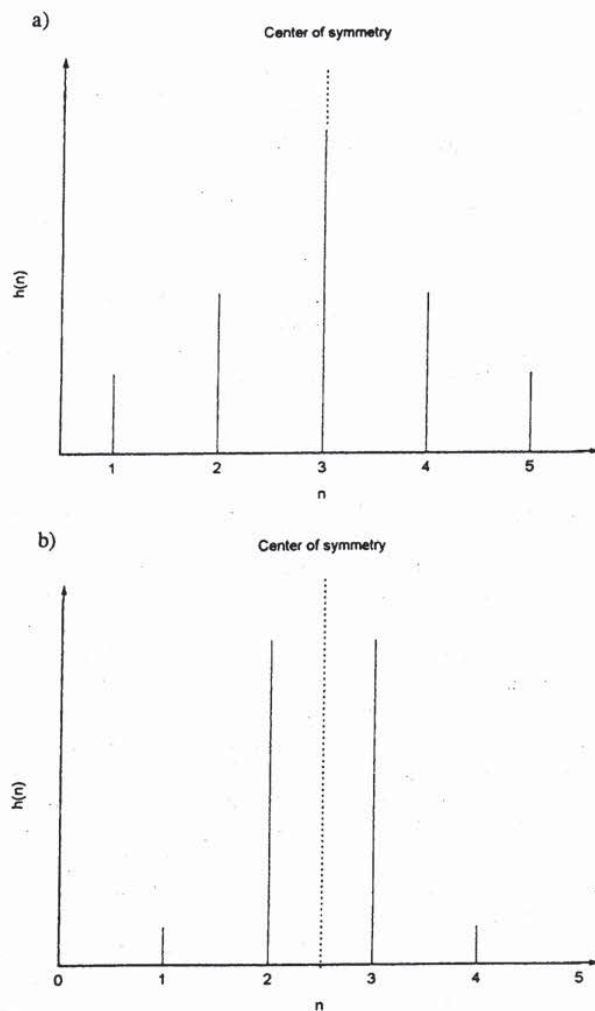 a)
Center of symmetry
h(n)
1 2 3 4 5
n
b)
Center of symmetry
h(n)
0 1 2 3 4 5
n